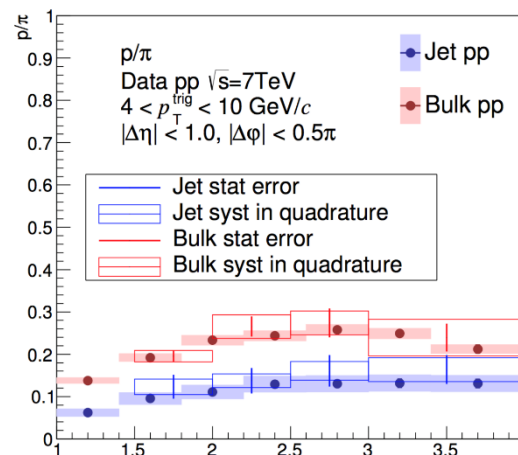 p/π
1
0.9
0.8
0.7
0.6
0.5
0.4
0.3
0.2
0.1
0
p/π
Data pp √s=7TeV
4 < p_T^trig < 10 GeV/c
|Δη| < 1.0, |Δφ| < 0.5π
Jet pp
Bulk pp
Jet stat error
Jet syst in quadrature
Bulk stat error
Bulk syst in quadrature
1 1.5 2 2.5 3 3.5